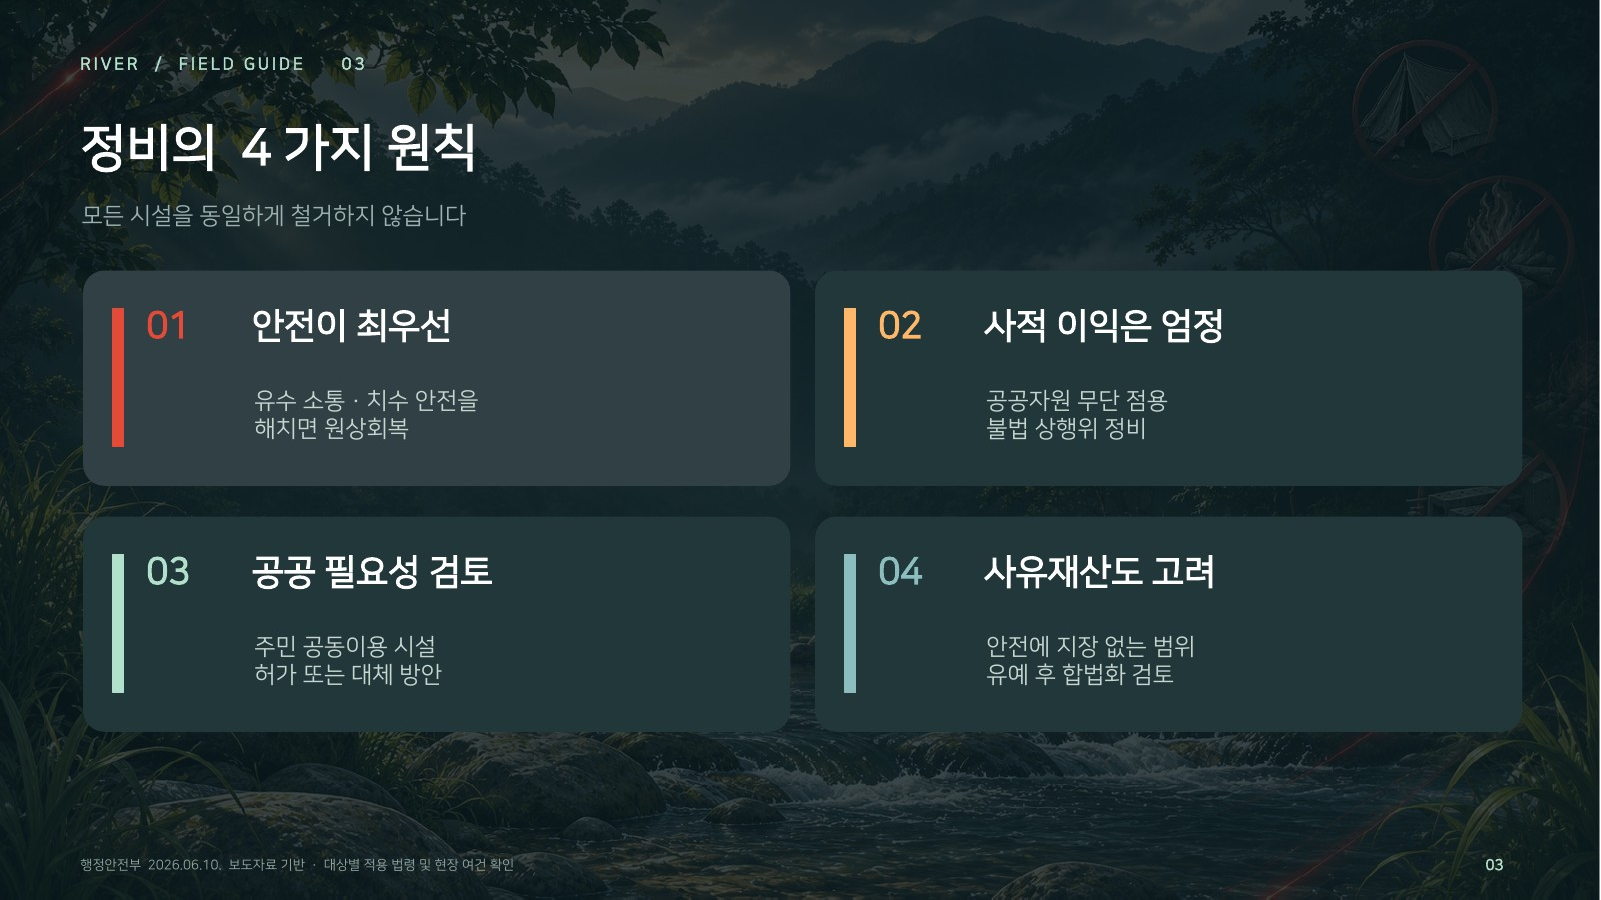 RIVER / FIELD GUIDE 03
정비의 4 가지 원칙
모든 시설을 동일하게 철거하지 않습니다
01 안전이 최우선
유수 소통 · 치수 안전을
해치면 원상회복
02 사적 이익은 엄정
공공자원 무단 점용
불법 상행위 정비
03 공공 필요성 검토
주민 공동이용 시설
허가 또는 대체 방안
04 사유재산도 고려
안전에 지장 없는 범위
유예 후 합법화 검토
행정안전부 2026.06.10. 보도자료 기반 · 대상별 적용 법령 및 현장 여건 확인
03